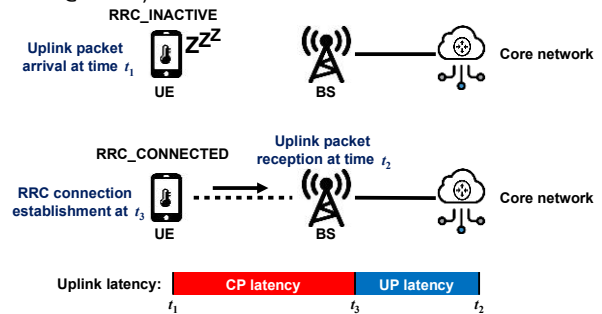 RRC_INACTIVE
Uplink packet
arrival at time t1
ZZZ
UE
BS
Core network
RRC_CONNECTED
Uplink packet
reception at time t2
RRC connection
establishment at t3
UE
BS
Core network
Uplink latency:
CP latency
UP latency
t1
t3
t2